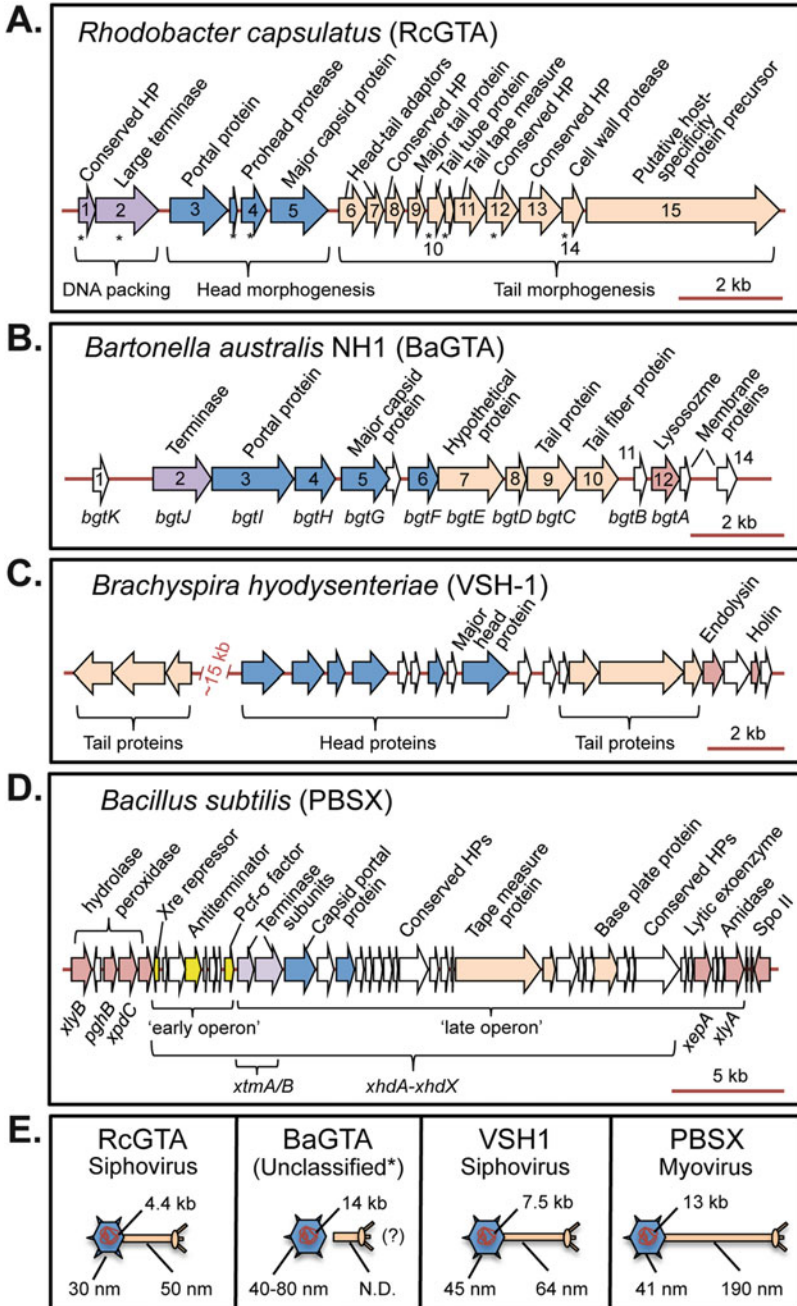 A.
Rhodobacter capsulatus (RcGTA)
Conserved HP
Large terminase
Portal protein
Prohead protease
Major capsid protein
Head-tail adaptors
Conserved HP
Major tail protein
Tail tube protein
Tail tape measure
Conserved HP
Conserved HP
Cell wall protease
Putative host-
specificity
protein precursor
1 2 3 4 5 6 7 8 9 11 12 13 15
* * * * * * * *
10 14
DNA packing
Head morphogenesis
Tail morphogenesis
2 kb
B.
Bartonella australis NH1 (BaGTA)
Terminase
Portal protein
Major capsid
protein
Hypothetical
protein
Tail protein
Tail fiber protein
Lysosozme
Membrane
proteins
11 14
1 2 3 4 5 6 7 8 9 10 12
bgtK bgtJ bgtI bgtH bgtG bgtF bgtE bgtD bgtC bgtB bgtA
2 kb
C.
Brachyspira hyodysenteriae (VSH-1)
~15 kb
Major
head
protein
Endolysin
Holin
Tail proteins
Head proteins
Tail proteins
2 kb
D.
Bacillus subtilis (PBSX)
hydrolase
peroxidase
Xre repressor
Antiterminator
Pcf-σ factor
Terminase
subunits
Capsid portal
protein
Conserved HPs
Tape measure
protein
Base plate protein
Conserved HPs
Lytic exoenzyme
Amidase
Spo II
xlyB
pghB
xpdC
'early operon'
'late operon'
xepA
xlyA
xtmA/B
xhdA-xhdX
5 kb
E.
RcGTA
Siphovirus
4.4 kb
30 nm
50 nm
BaGTA
(Unclassified*)
14 kb
(?)
40-80 nm
N.D.
VSH1
Siphovirus
7.5 kb
45 nm
64 nm
PBSX
Myovirus
13 kb
41 nm
190 nm